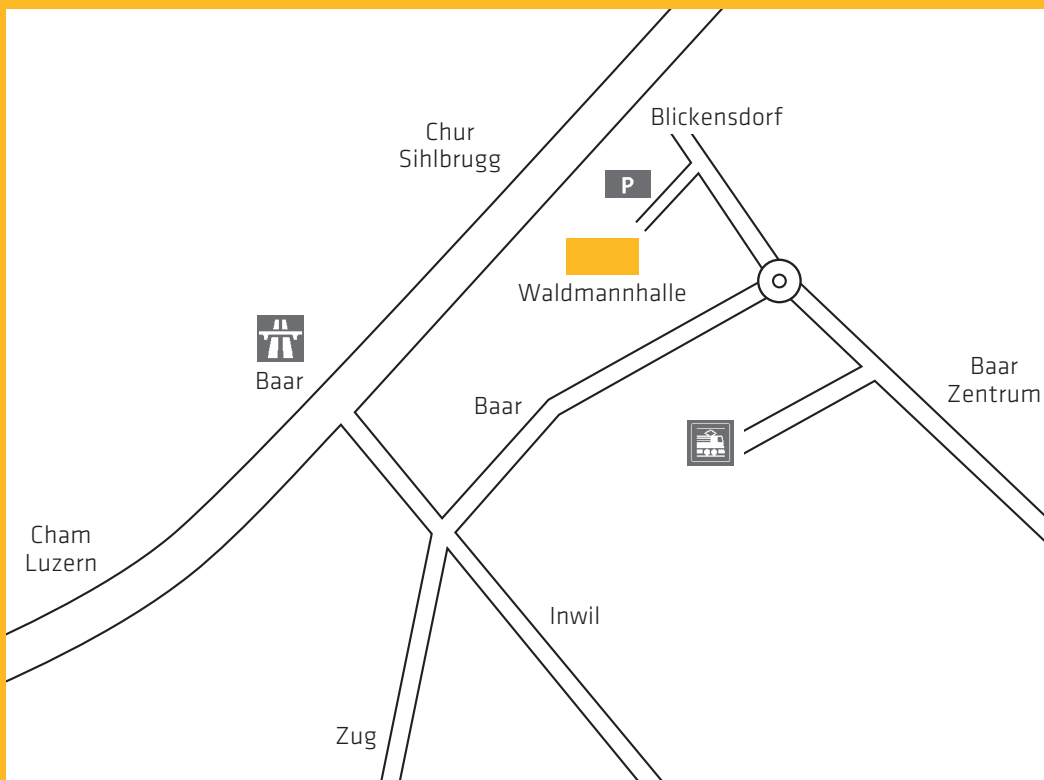 Blickensdorf
Chur
Sihlbrugg
P
Waldmannhalle
Baar
Baar
Zentrum
Baar
Cham
Luzern
Inwil
Zug